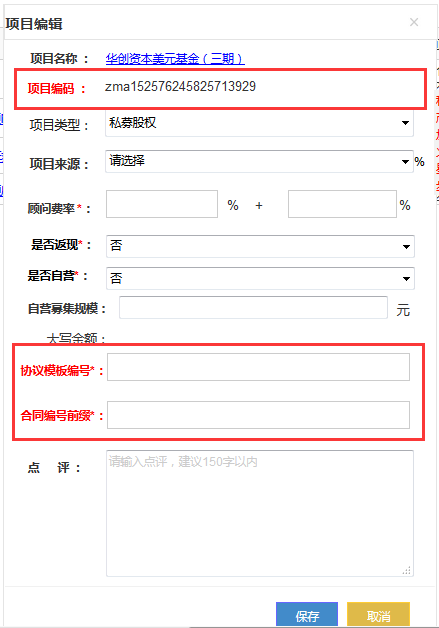 项目编辑 ×
项目名称 : 华创资本美元基金（三期）
项目编码 : zma152576245825713929
项目类型 : 私募股权
项目来源 : 请选择 %
顾问费率 * : % + %
是否返现* : 否
是否自营* : 否
自营募集规模 : 元
大写金额 :
协议模板编号* :
合同编号前缀* :
点 评 : 请输入点评，建议150字以内
保存 取消